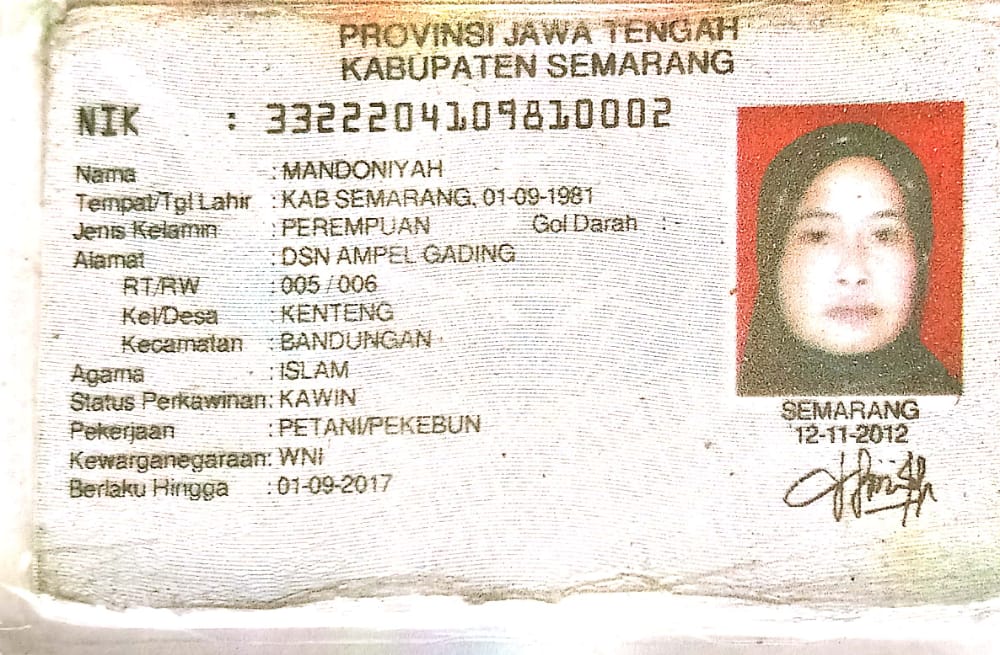 PROVINSI JAWA TENGAH
KABUPATEN SEMARANG
NIK : 3322204109810002
Nama : MANDONIYAH
Tempat/Tgl Lahir : KAB SEMARANG, 01-09-1981
Jenis Kelamin : PEREMPUAN Gol Darah :
Alamat : DSN AMPEL GADING
RT/RW : 005 / 006
Kel/Desa : KENTENG
Kecamatan : BANDUNGAN
Agama : ISLAM
Status Perkawinan: KAWIN
Pekerjaan : PETANI/PEKEBUN
Kewarganegaraan: WNI
Berlaku Hingga : 01-09-2017
SEMARANG
12-11-2012